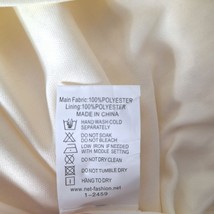 Main Fabric:100%POLYESTER
Lining:100%POLYESTER
MADE IN CHINA
HAND WASH COLD
SEPARATELY
DO NOT SOAK
DO NOT BLEACH
LOW IRON IF NEEDED
WITH MIDDLE SETTING
DO NOT DRY CLEAN
DO NOT TUMBLE DRY
HANG TO DRY
net-fashion.net
1-2459